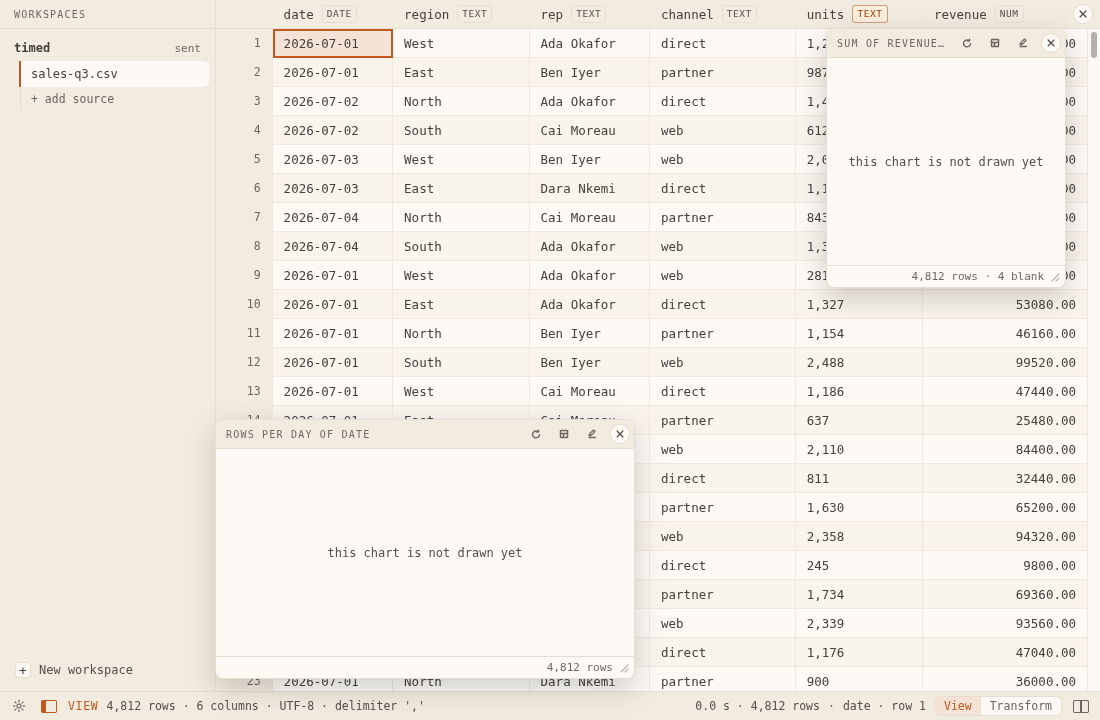 WORKSPACES
timed sent
sales-q3.csv
+ add source
+ New workspace
date DATE region TEXT rep TEXT channel TEXT units TEXT revenue NUM
1 2026-07-01 West Ada Okafor direct
2 2026-07-01 East Ben Iyer partner 987
3 2026-07-02 North Ada Okafor direct
4 2026-07-02 South Cai Moreau web 612
5 2026-07-03 West Ben Iyer web
6 2026-07-03 East Dara Nkemi direct
7 2026-07-04 North Cai Moreau partner 843
8 2026-07-04 South Ada Okafor web
9 2026-07-01 West Ada Okafor web 281
10 2026-07-01 East Ada Okafor direct 1,327 53080.00
11 2026-07-01 North Ben Iyer partner 1,154 46160.00
12 2026-07-01 South Ben Iyer web 2,488 99520.00
13 2026-07-01 West Cai Moreau direct 1,186 47440.00
14 2026-07-01 East Cai Moreau partner 637 25480.00
web 2,110 84400.00
direct 811 32440.00
partner 1,630 65200.00
web 2,358 94320.00
direct 245 9800.00
partner 1,734 69360.00
web 2,339 93560.00
direct 1,176 47040.00
23 2026-07-01 North Dara Nkemi partner 900 36000.00
SUM OF REVENUE…
this chart is not drawn yet
4,812 rows · 4 blank
ROWS PER DAY OF DATE
this chart is not drawn yet
4,812 rows
VIEW 4,812 rows · 6 columns · UTF-8 · delimiter ','
0.0 s · 4,812 rows · date · row 1 View Transform